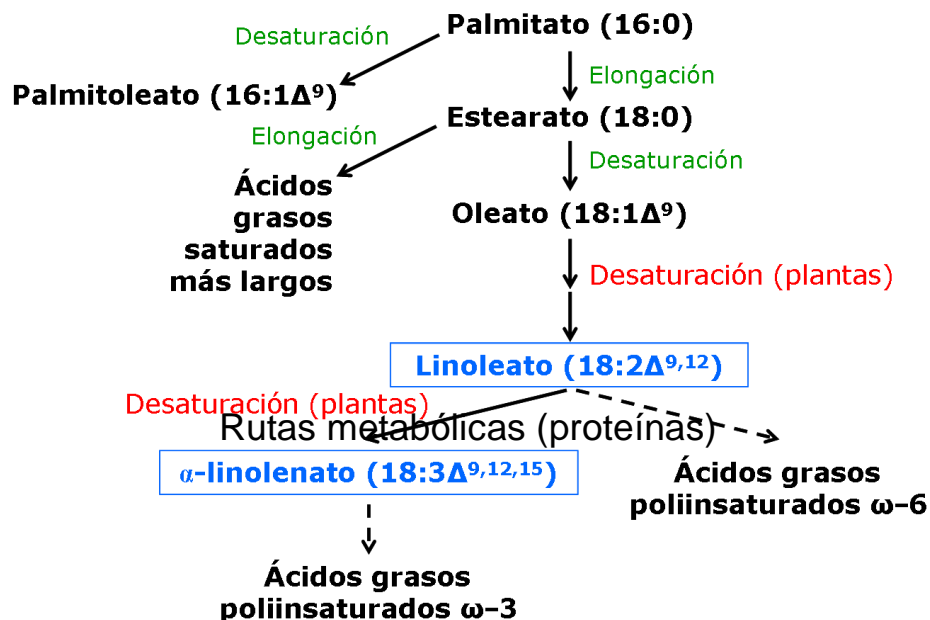 Palmitato (16:0)
Desaturación
Elongación
Palmitoleato (16:1Δ⁹)
Estearato (18:0)
Elongación
Desaturación
Ácidos
grasos
saturados
más largos
Oleato (18:1Δ⁹)
Desaturación (plantas)
Linoleato (18:2Δ⁹,¹²)
Desaturación (plantas)
Rutas metabólicas (proteínas)
α-linolenato (18:3Δ⁹,¹²,¹⁵)
Ácidos grasos
poliinsaturados ω–6
Ácidos grasos
poliinsaturados ω–3